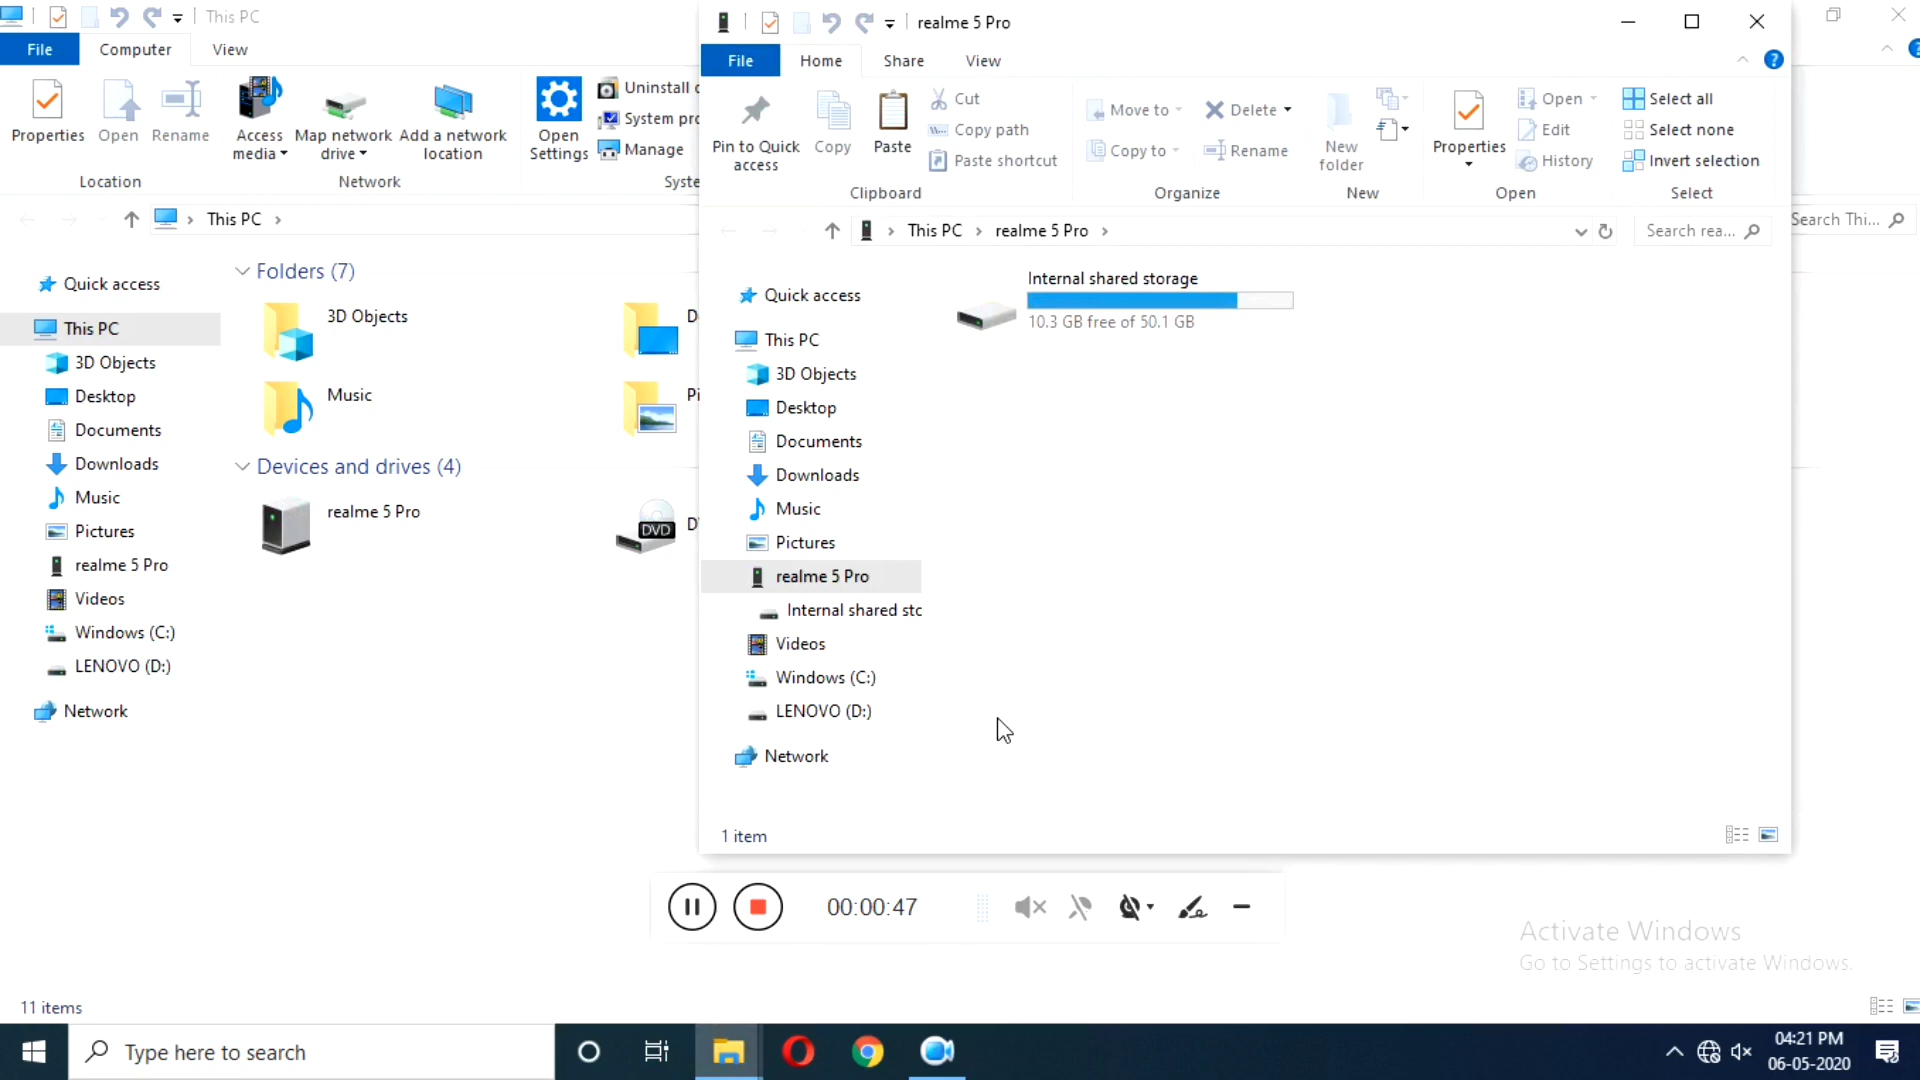 This PC
File
Computer
View
Properties
Open
Rename
Access
media
Map network
drive
Add a network
location
Open
Settings
Uninstall
System
Manage
Location
Network
This PC
Search Thi...
Quick access
This PC
3D Objects
Desktop
Documents
Downloads
Music
Pictures
realme 5 Pro
Videos
Windows (C:)
LENOVO (D:)
Network
Folders (7)
3D Objects
Music
Devices and drives (4)
realme 5 Pro
DVD
11 items
realme 5 Pro
File
Home
Share
View
Pin to Quick
access
Copy
Paste
Cut
Copy path
Paste shortcut
Clipboard
Move to
Copy to
Delete
Rename
Organize
New
folder
New
Properties
Open
Edit
History
Open
Select all
Select none
Invert selection
Select
This PC
realme 5 Pro
Search rea...
Quick access
This PC
3D Objects
Desktop
Documents
Downloads
Music
Pictures
realme 5 Pro
Internal shared
Videos
Windows (C:)
LENOVO (D:)
Network
Internal shared storage
10.3 GB free of 50.1 GB
1 item
00:00:47
Activate Windows
Go to Settings to activate Windows.
Type here to search
04:21 PM
06-05-2020